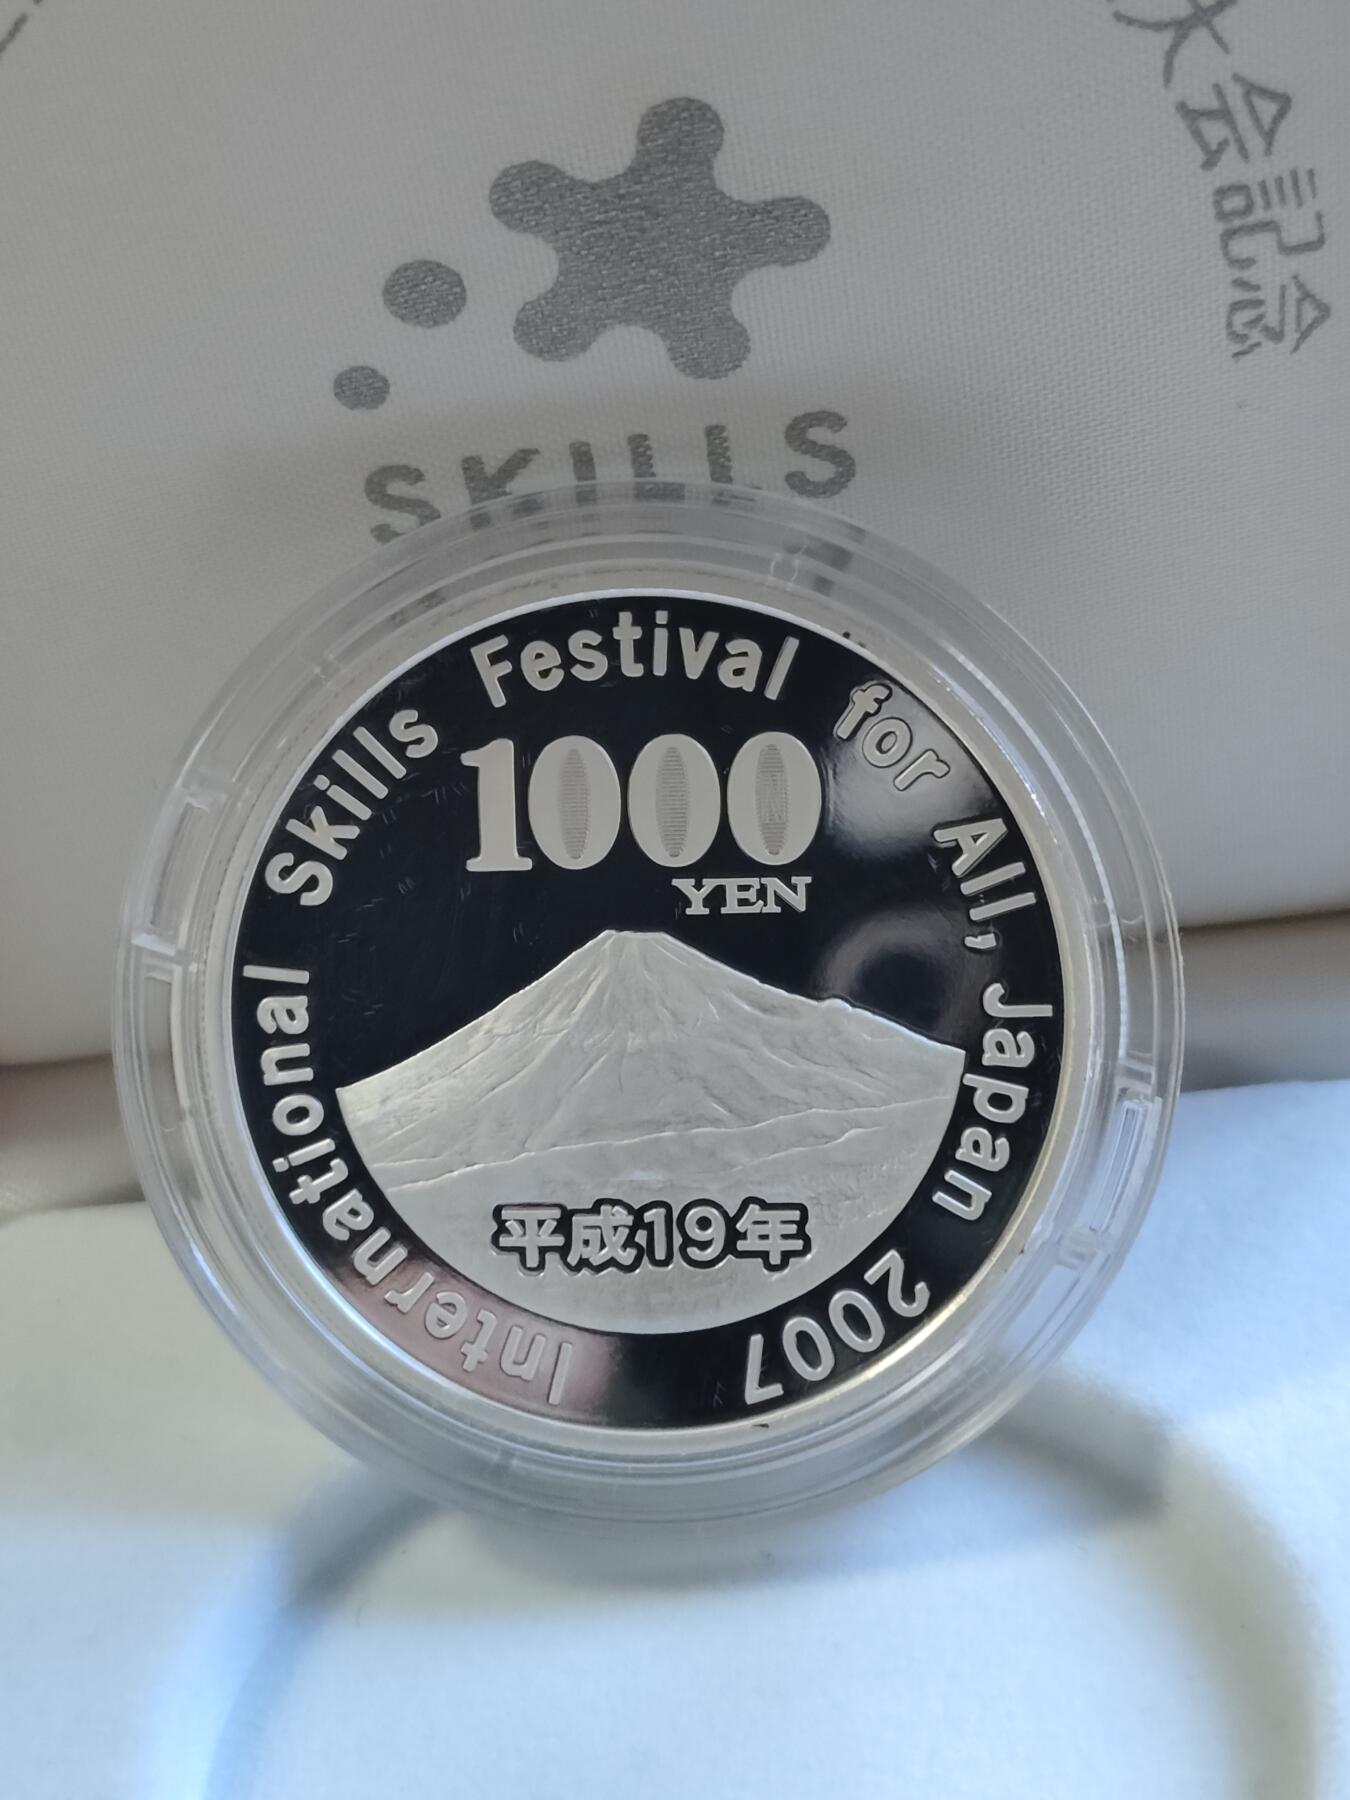 大会記念
SKILLS
International Skills Festival for All, Japan 2007
1000
YEN
平成19年